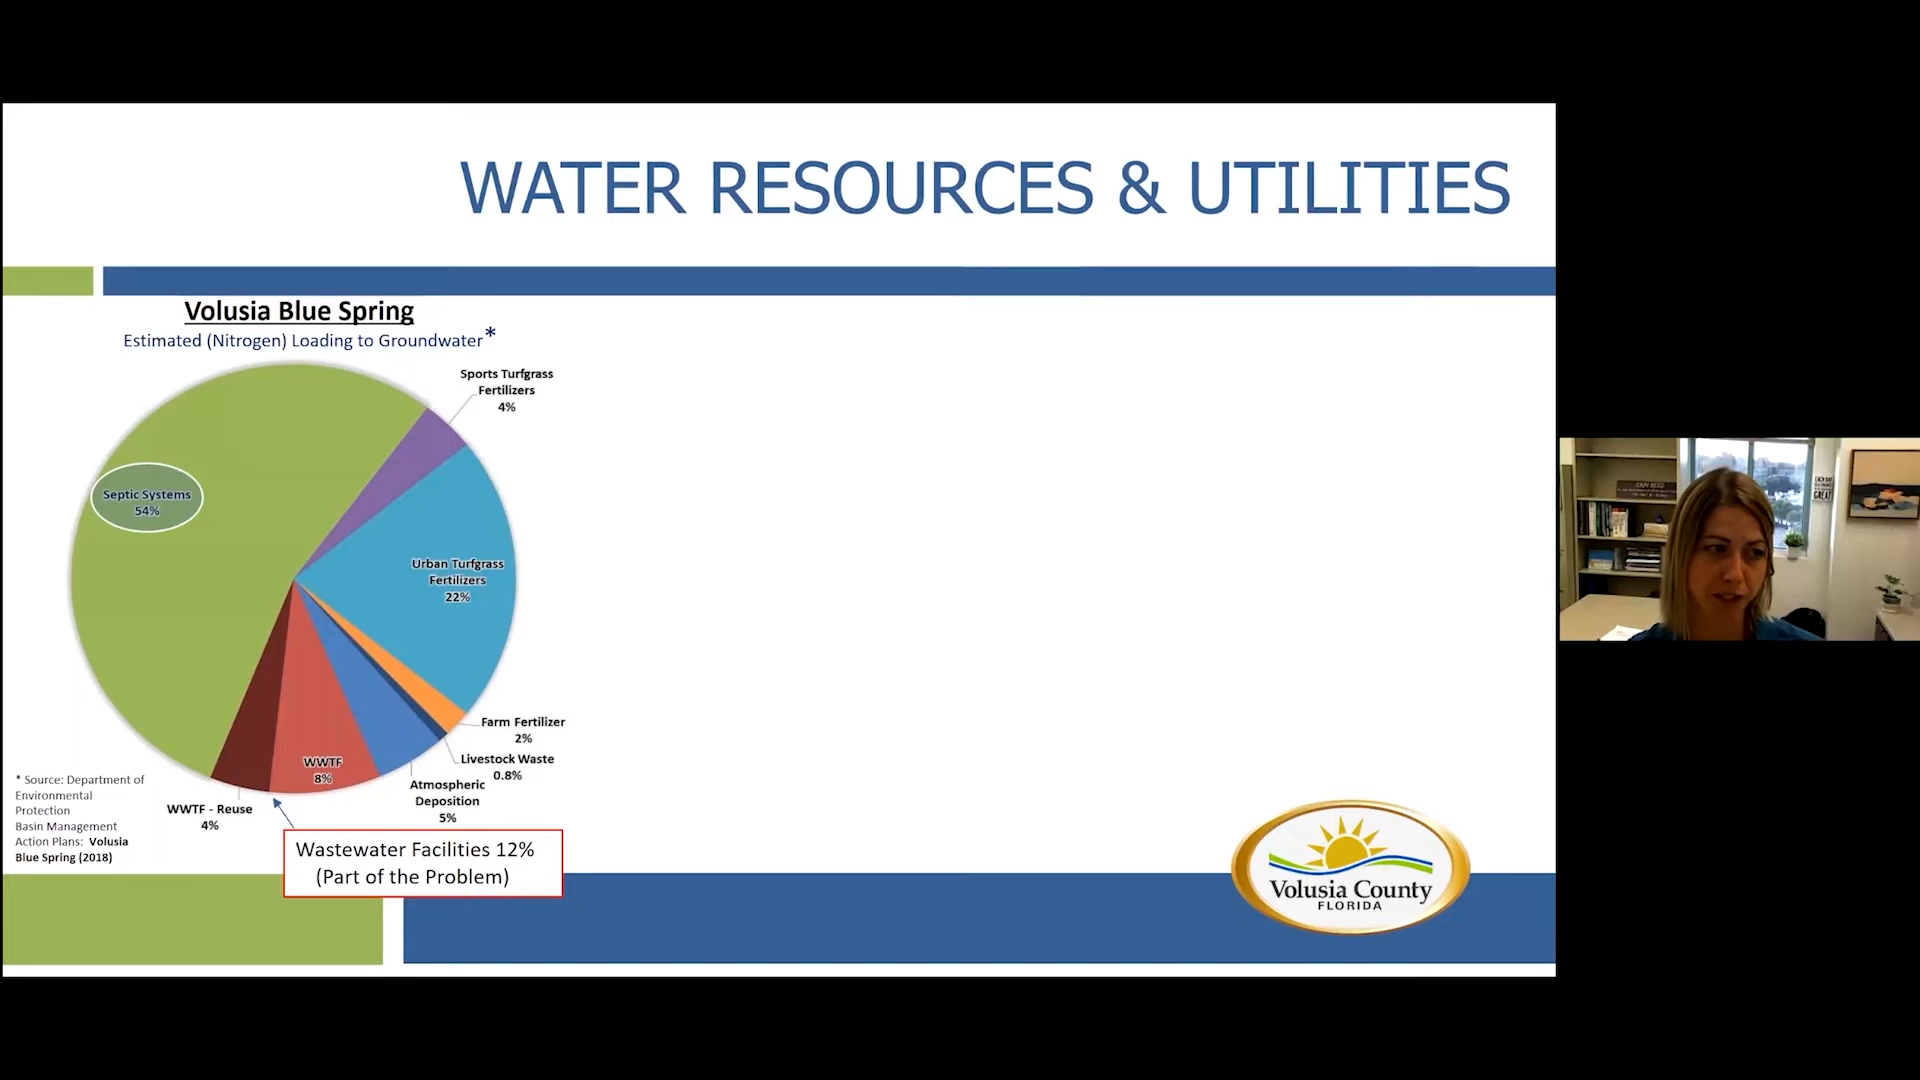 WATER RESOURCES & UTILITIES
Volusia Blue Spring
Estimated (Nitrogen) Loading to Groundwater*
Sports Turfgrass
Fertilizers
4%
Septic Systems
54%
Urban Turfgrass
Fertilizers
22%
Farm Fertilizer
2%
Livestock Waste
0.8%
Atmospheric
Deposition
5%
WWTF
8%
WWTF - Reuse
4%
* Source: Department of
Environmental
Protection
Basin Management
Action Plans: Volusia
Blue Spring (2018)
Wastewater Facilities 12%
(Part of the Problem)
Volusia County
FLORIDA
ERIN REED
GREAT